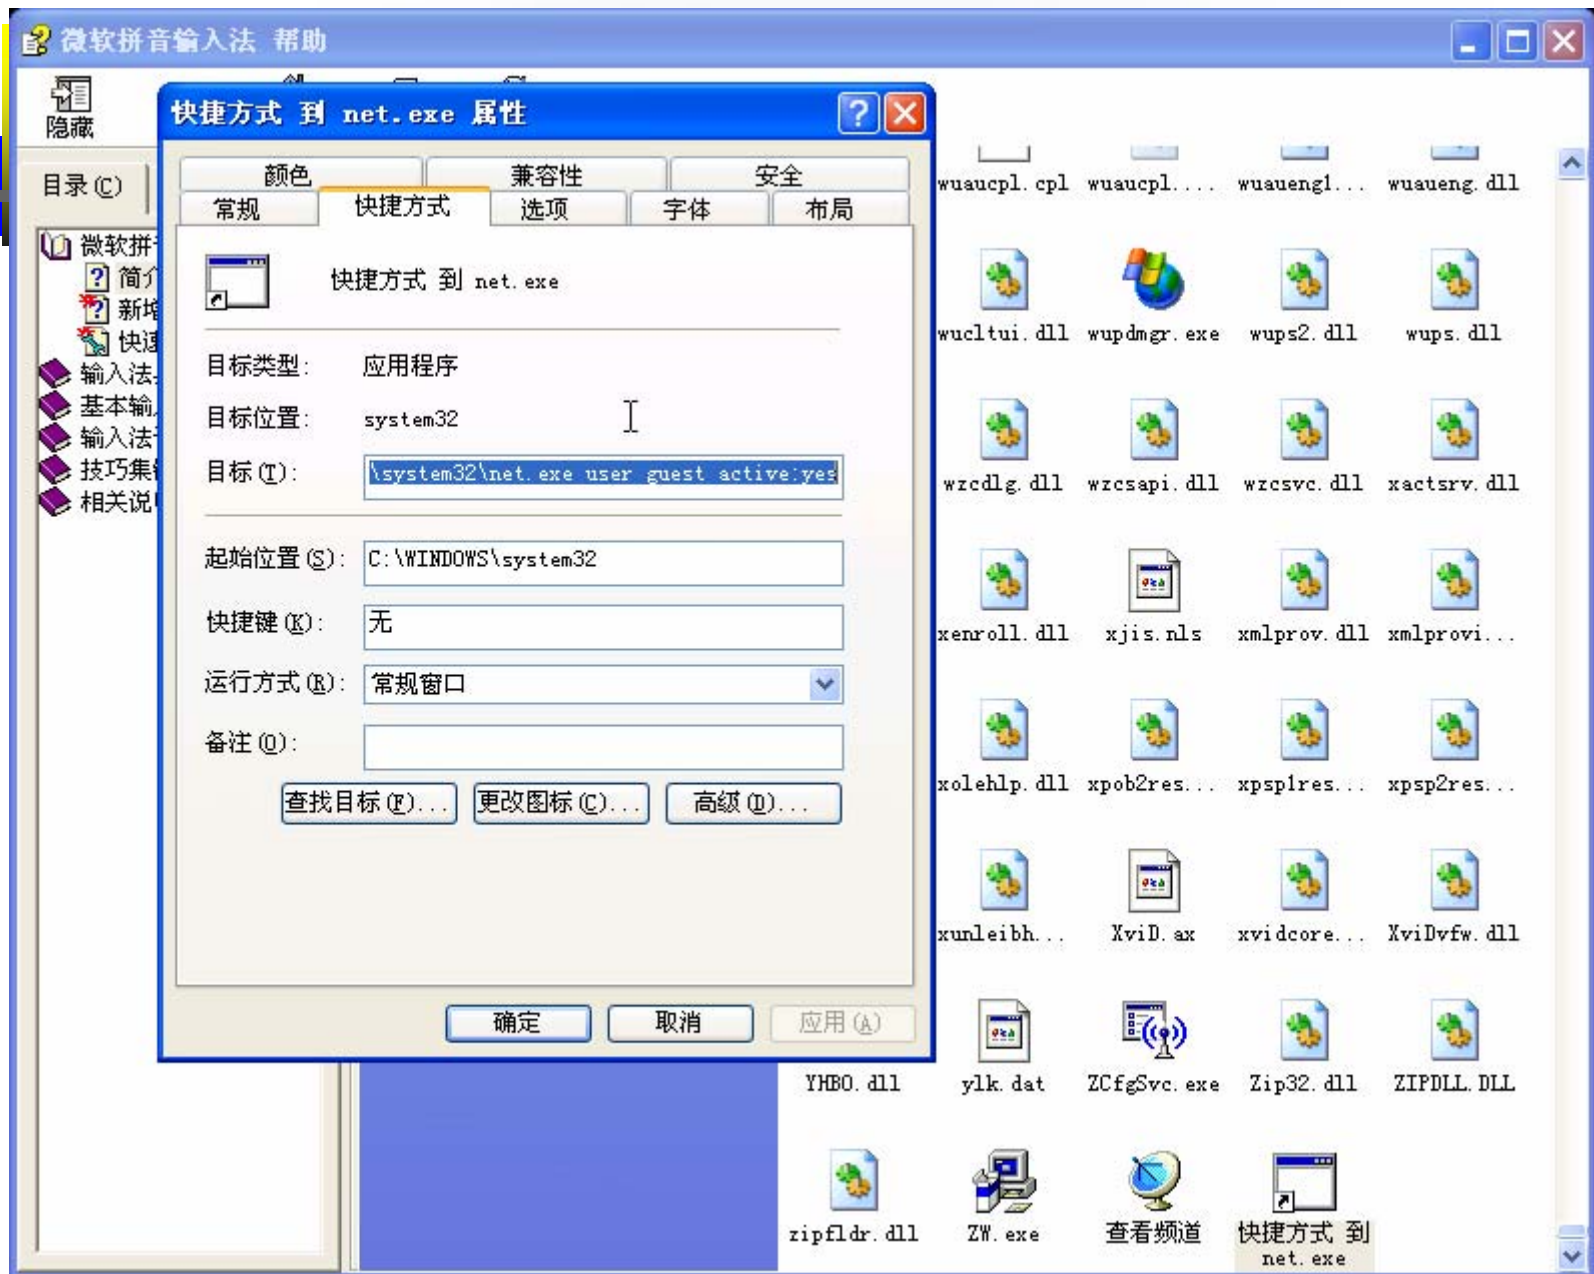 微软拼音输入法 帮助
隐藏
目录(C)
微软拼
简介
新增
快速
输入法
基本输
输入法
技巧集
相关说
快捷方式 到 net.exe 属性
颜色 兼容性 安全
常规 快捷方式 选项 字体 布局
快捷方式 到 net.exe
目标类型: 应用程序
目标位置: system32
目标(T): \system32\net.exe user guest active:yes
起始位置(S): C:\WINDOWS\system32
快捷键(K): 无
运行方式(R): 常规窗口
备注(O):
查找目标(F)... 更改图标(C)... 高级(D)...
确定 取消 应用(A)
wuaucpl.cpl wuaucpl.... wuaueng1... wuaueng.dll
wucltui.dll wupdmgr.exe wups2.dll wups.dll
wzcdlg.dll wzcsapi.dll wzcsvc.dll xactsrv.dll
xenroll.dll xjis.nls xmlprov.dll xmlprovi...
xolehlp.dll xpob2res... xpsp1res... xpsp2res...
xunleibh... XviD.ax xvidcore... XviDvfw.dll
YHBO.dll ylk.dat ZCfgSvc.exe Zip32.dll ZIPDLL.DLL
zipfldr.dll ZW.exe 查看频道 快捷方式 到
net.exe